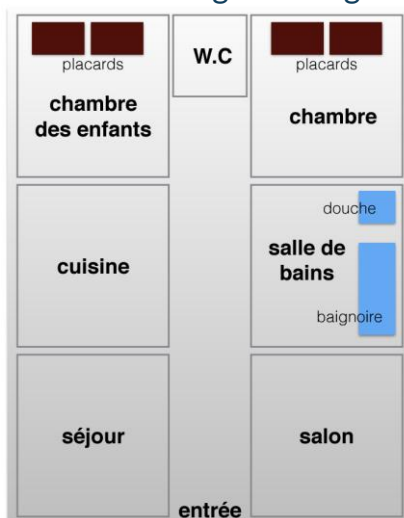 placards
chambre
des enfants
W.C
placards
chambre
cuisine
douche
salle de
bains
baignoire
séjour
salon
entrée